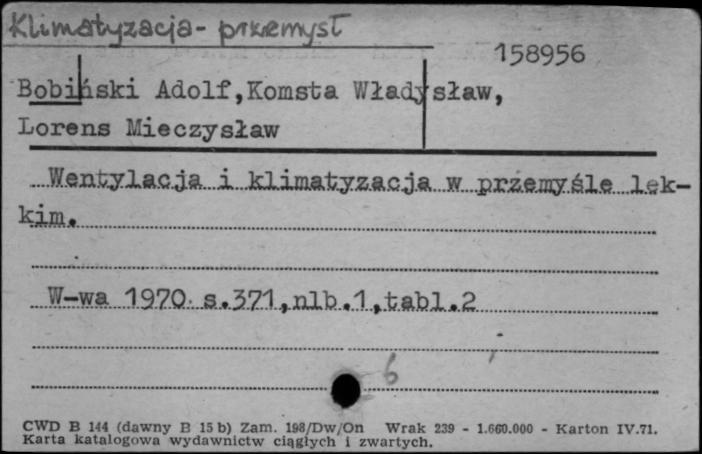 Klimatyzacja - przemysł
158956
Bobiński Adolf, Komsta Władysław,
Lorens Mieczysław
Wentylacja i klimatyzacja w przemyśle lek-
kim.
W-wa 1970 s.371,nlb.1,tabl.2
6
CWD B 144 (dawny B 15 b) Zam. 198/Dw/On Wrak 239 - 1.660.000 - Karton IV.71.
Karta katalogowa wydawnictw ciągłych i zwartych.